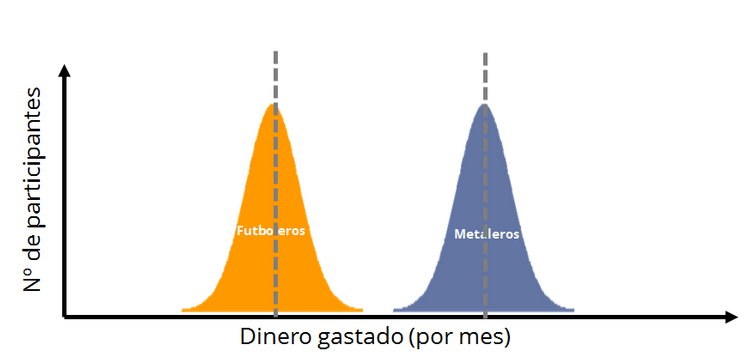 Nº de participantes
Futboleros
Metaleros
Dinero gastado (por mes)